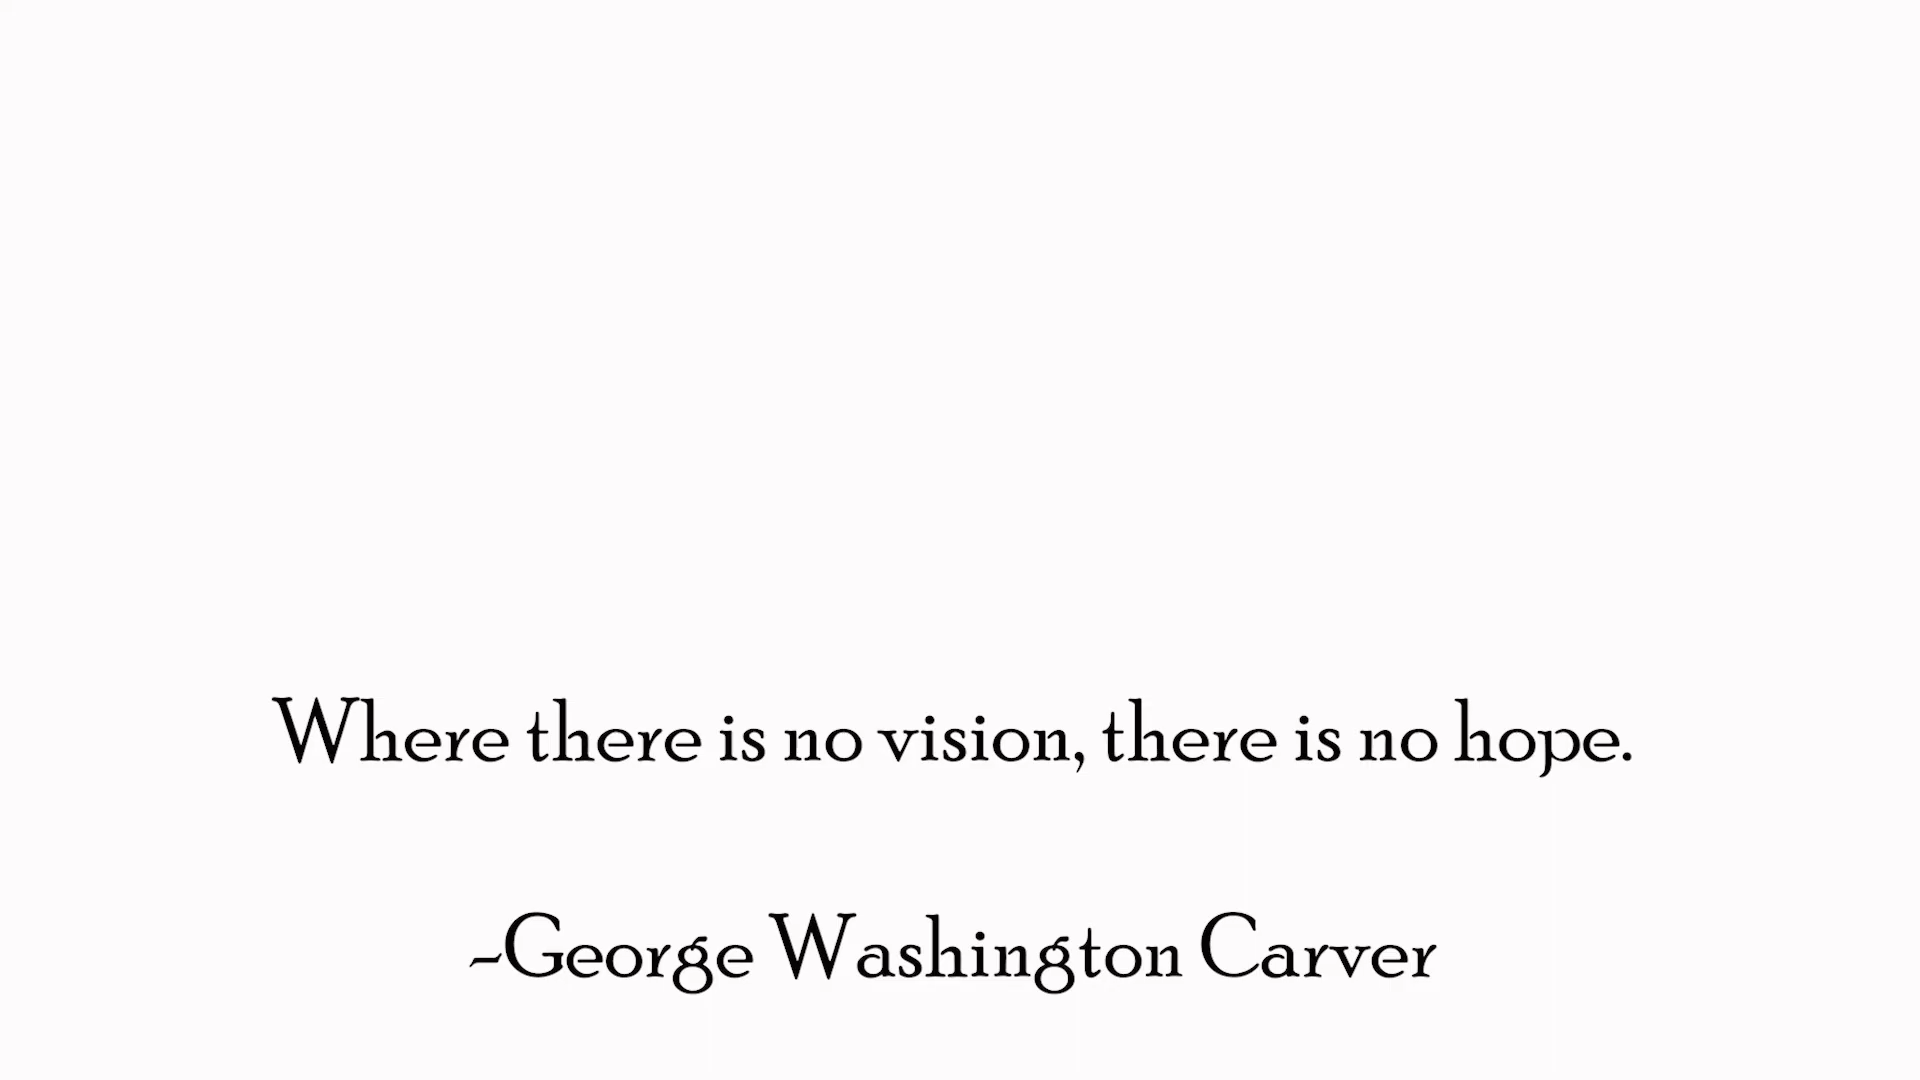 Where there is no vision, there is no hope.
-George Washington Carver